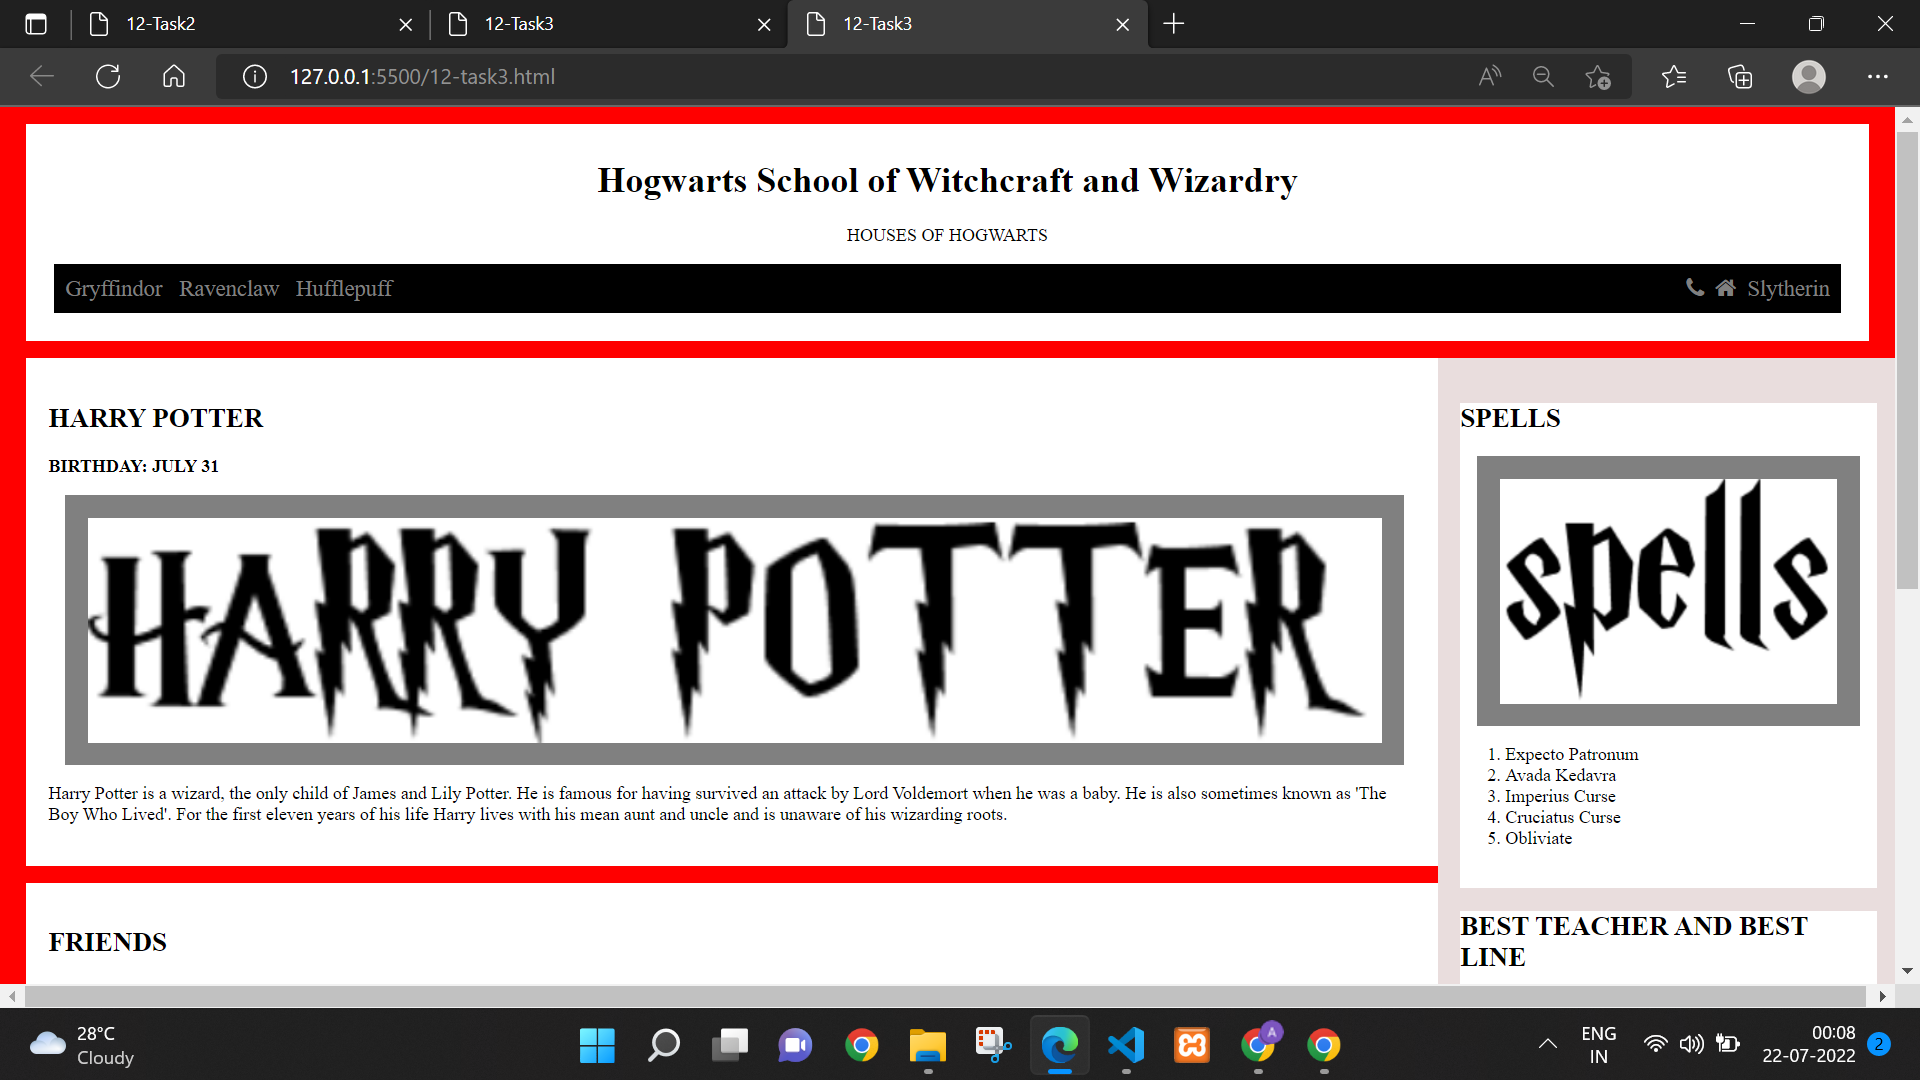 12-Task2
12-Task3
12-Task3
127.0.0.1:5500/12-task3.html
Hogwarts School of Witchcraft and Wizardry
HOUSES OF HOGWARTS
Gryffindor Ravenclaw Hufflepuff
Slytherin
HARRY POTTER
BIRTHDAY: JULY 31
HARRY POTTER
Harry Potter is a wizard, the only child of James and Lily Potter. He is famous for having survived an attack by Lord Voldemort when he was a baby. He is also sometimes known as 'The
Boy Who Lived'. For the first eleven years of his life Harry lives with his mean aunt and uncle and is unaware of his wizarding roots.
FRIENDS
SPELLS
spells
1. Expecto Patronum
2. Avada Kedavra
3. Imperius Curse
4. Cruciatus Curse
5. Obliviate
BEST TEACHER AND BEST
LINE
28°C
Cloudy
A
ENG
IN
00:08
22-07-2022
2